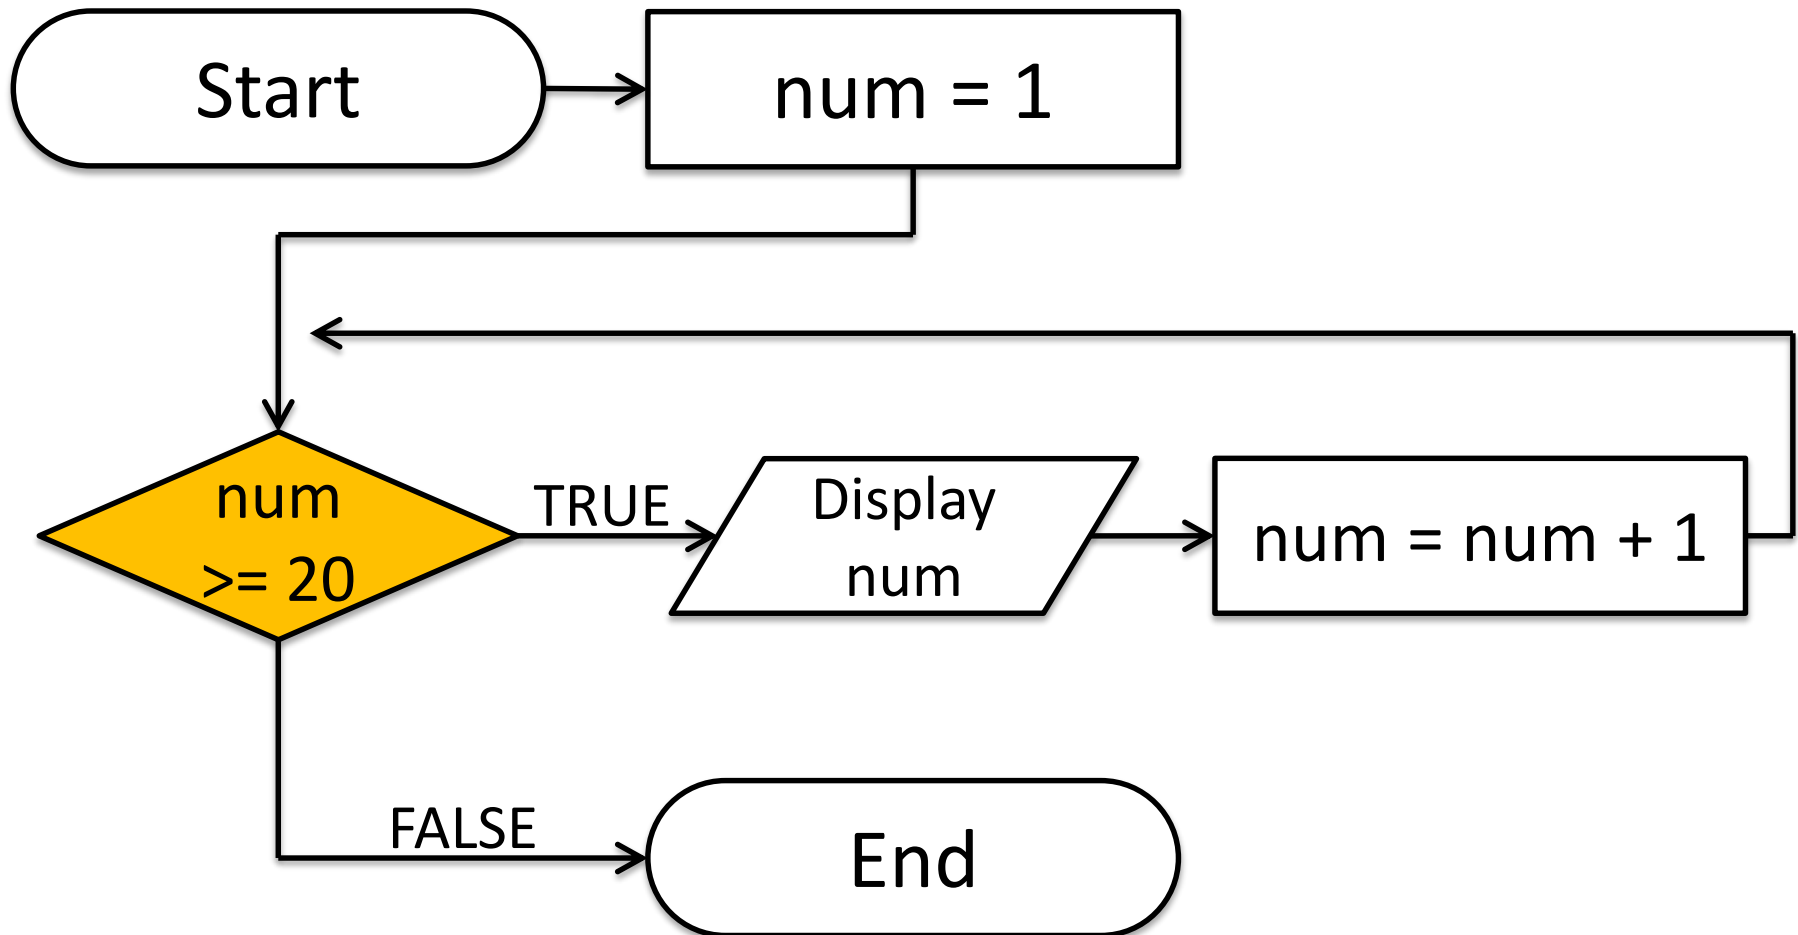 Start
num = 1
num
>= 20
TRUE
Display
num
num = num + 1
FALSE
End